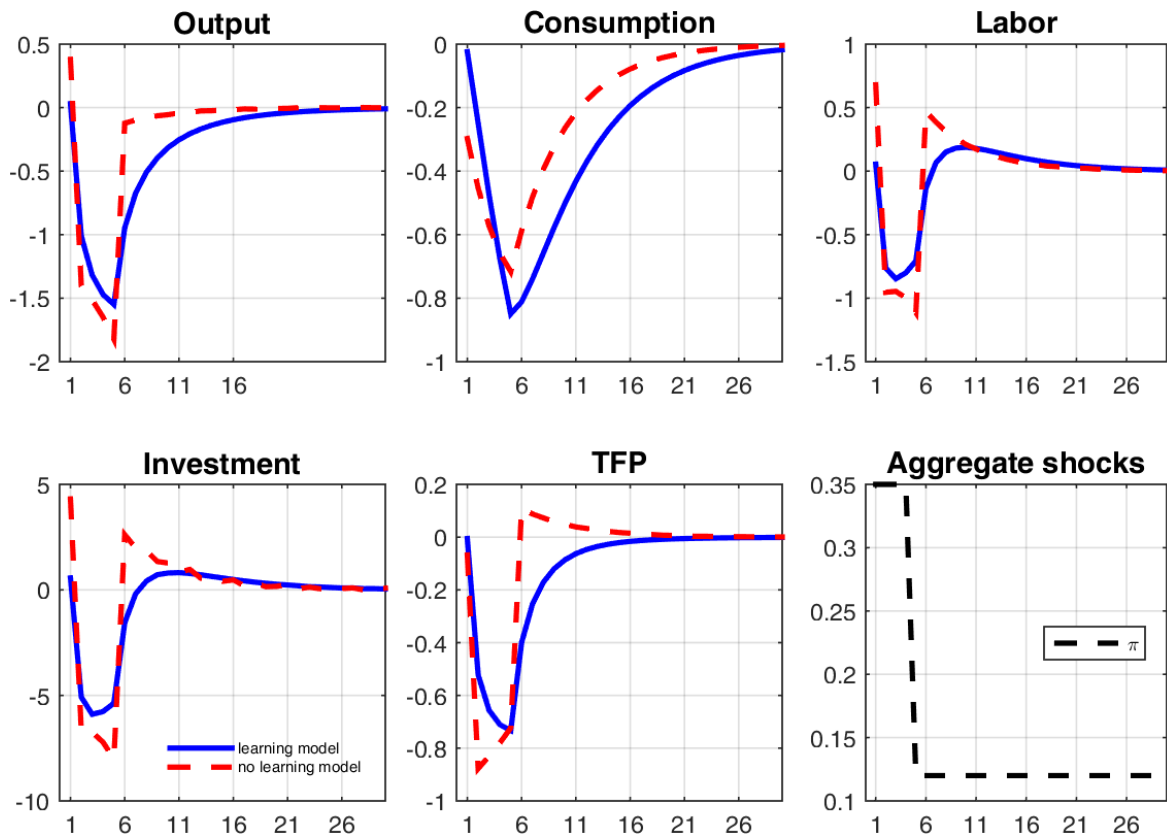 Output
0.5
0
-0.5
-1
-1.5
-2
1 6 11 16
Consumption
0
-0.2
-0.4
-0.6
-0.8
-1
1 6 11 16 21 26
Labor
1
0.5
0
-0.5
-1
-1.5
1 6 11 16 21 26
Investment
5
0
-5
-10
learning model
no learning model
1 6 11 16 21 26
TFP
0.2
0
-0.2
-0.4
-0.6
-0.8
-1
1 6 11 16 21 26
Aggregate shocks
0.35
0.3
0.25
0.2
0.15
0.1
π
1 6 11 16 21 26